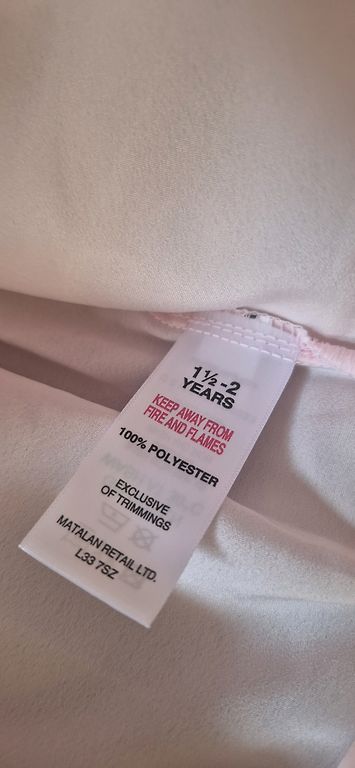 1½-2
YEARS
KEEP AWAY FROM
FIRE AND FLAMES
100% POLYESTER
EXCLUSIVE
OF TRIMMINGS
MATALAN RETAIL LTD.
L33 7SZ